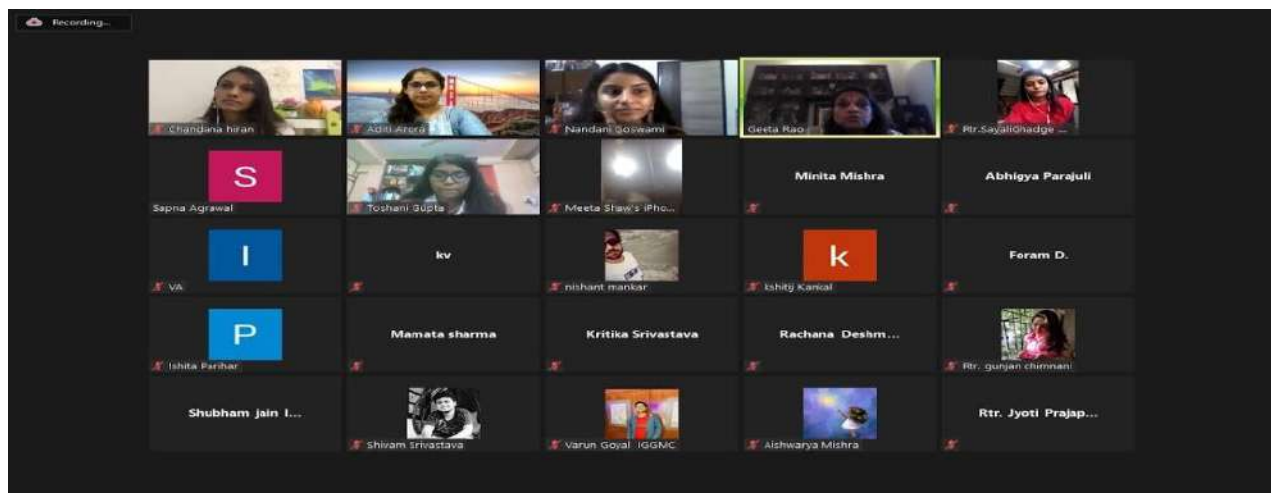 Recording...
Chandana hiran
Aditi Arora
Nandani Goswami
Geeta Rao
Rtr.SayaliGhadge ...
S
Sapna Agrawal
Toshani Gupta
Meeta Shaw's iPho...
Minita Mishra
Abhigya Parajuli
I
VA
kv
nishant mankar
k
kshitij Kankal
Foram D.
P
Ishita Parihar
Mamata sharma
Kritika Srivastava
Rachana Deshm...
Rtr. gunjan chimnani
Shubham jain I...
Shivam Srivastava
Varun Goyal IGGMC
Aishwarya Mishra
Rtr. Jyoti Prajap...